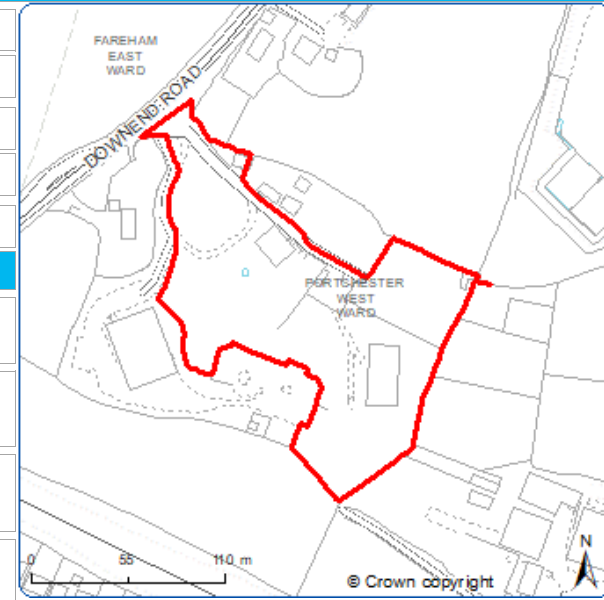 FAREHAM
EAST
WARD
DOWNEND ROAD
PORTCHESTER
WEST
WARD
0 55 110 m
N
© Crown copyright